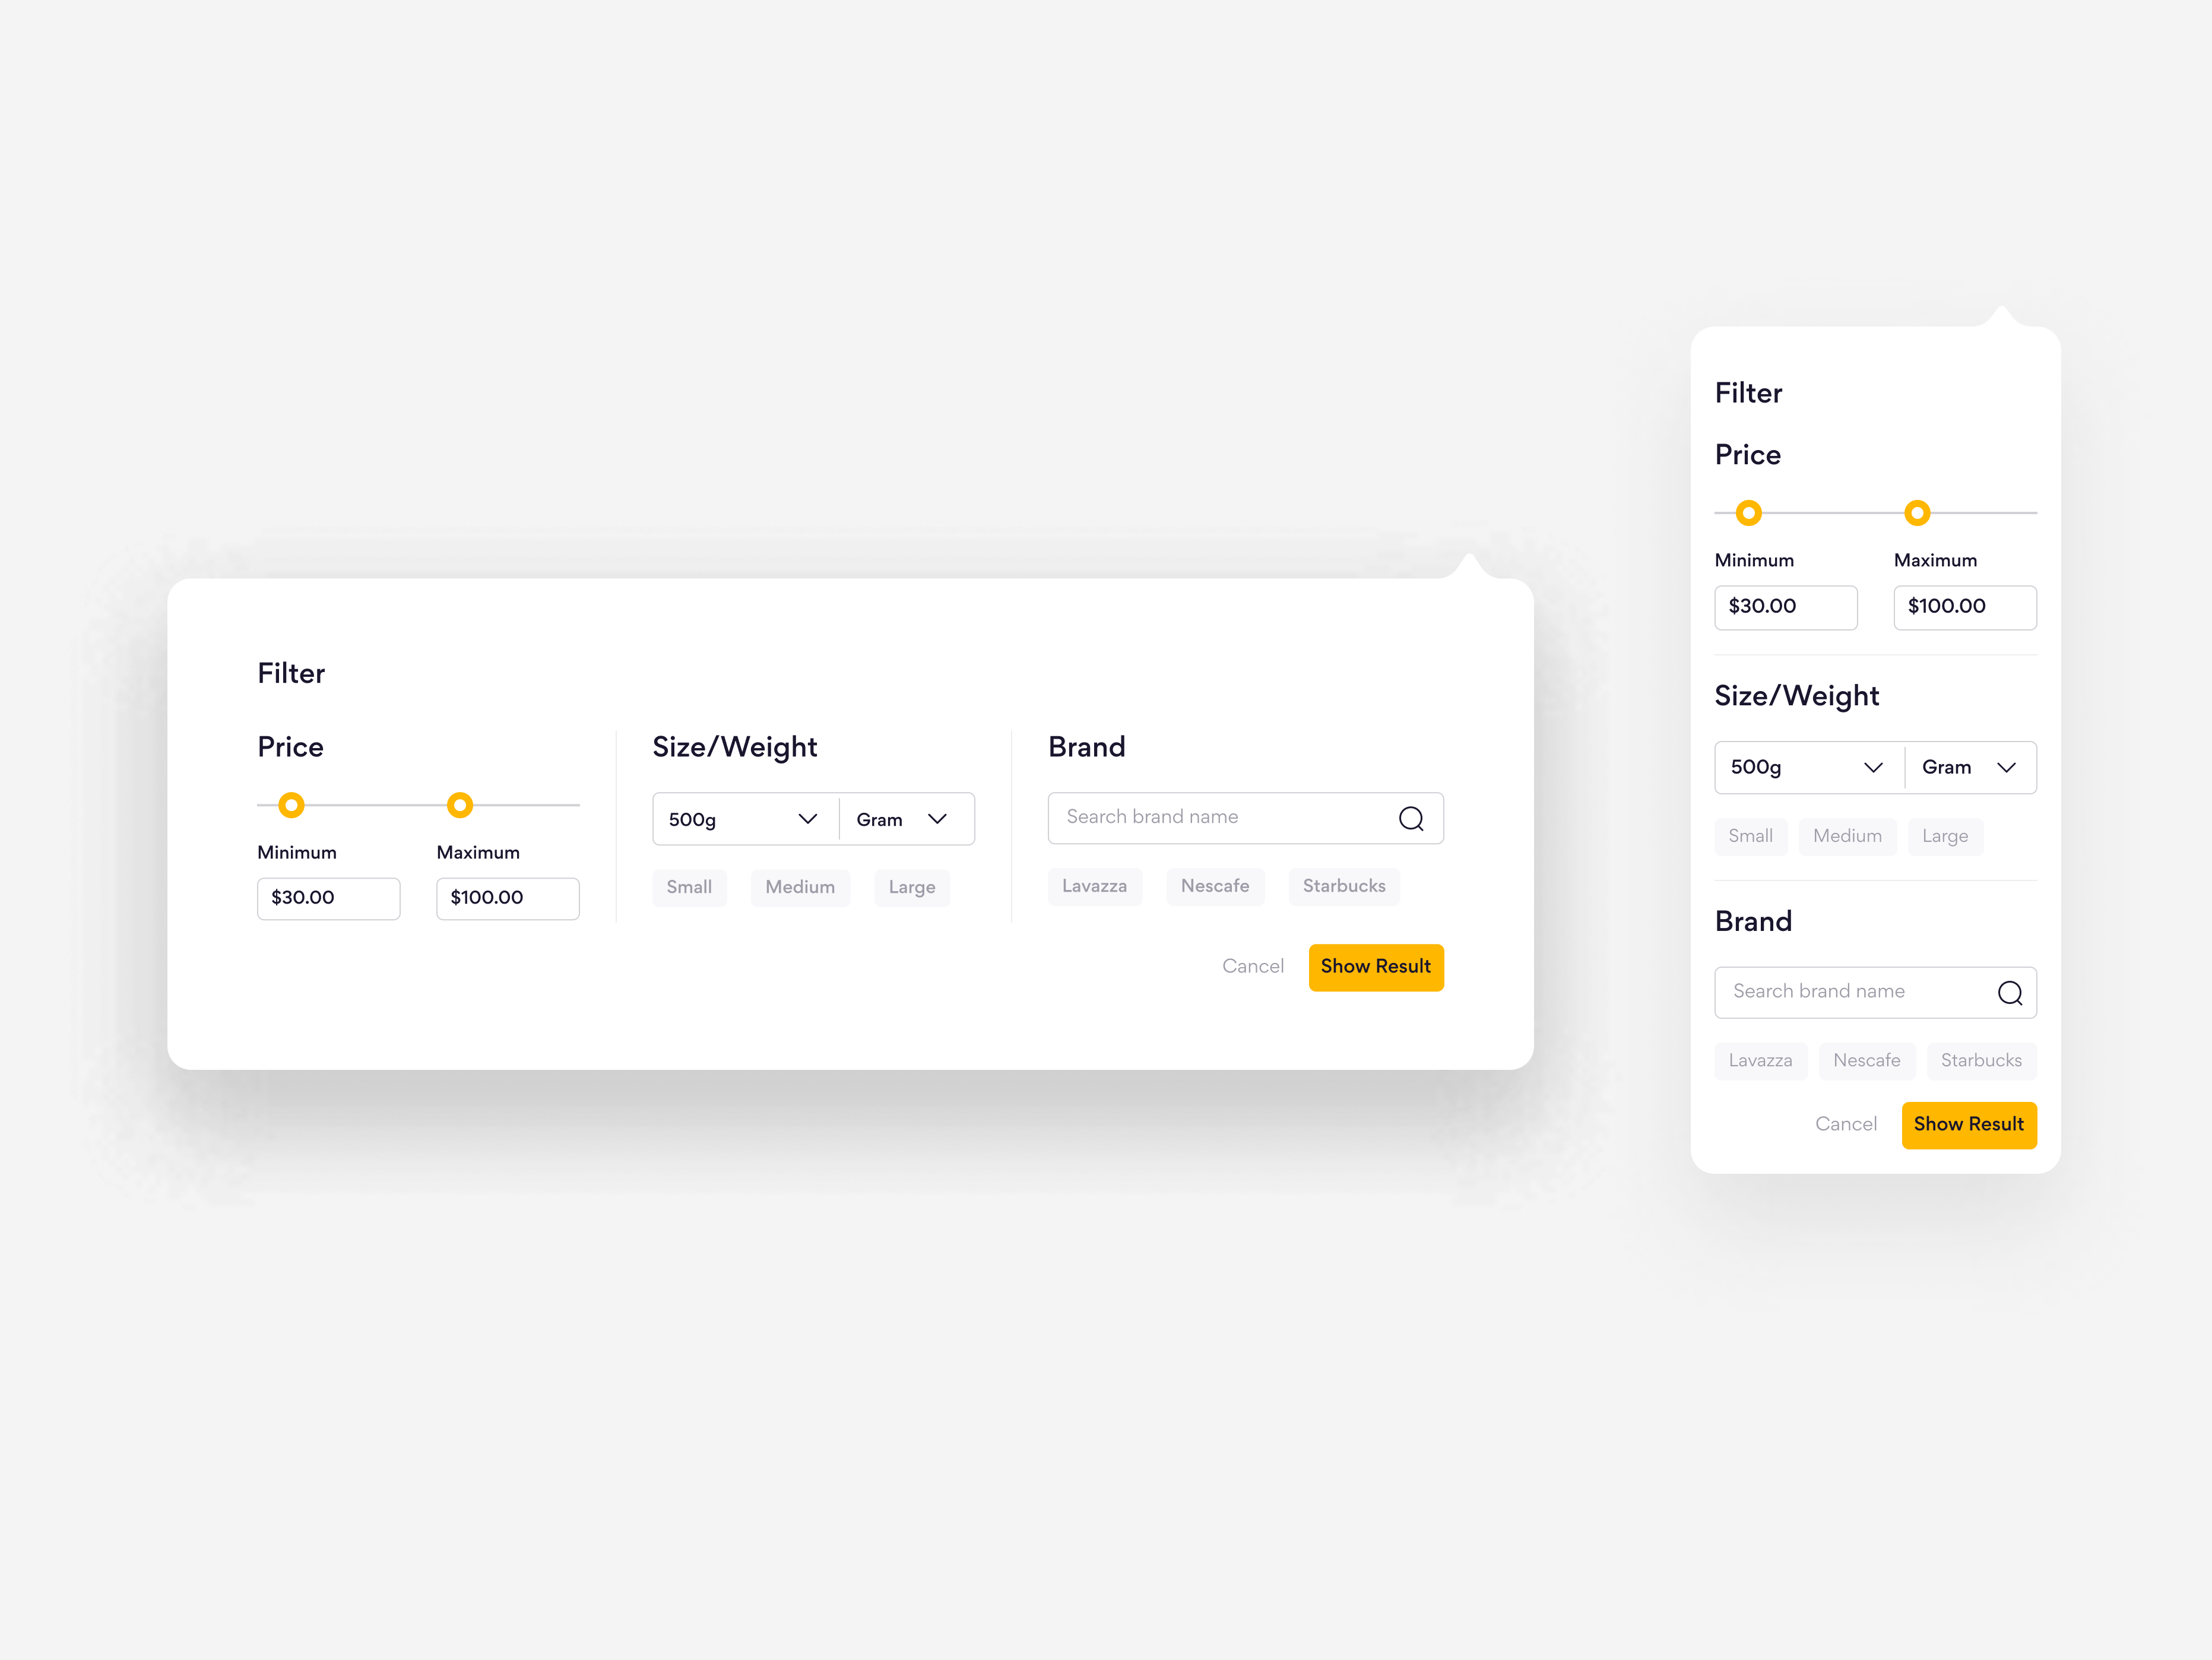 Filter
Price
Minimum Maximum
$30.00 $100.00
Size/Weight
500g Gram
Small Medium Large
Brand
Search brand name
Lavazza Nescafe Starbucks
Cancel Show Result
Filter
Price
Minimum Maximum
$30.00 $100.00
Size/Weight
500g Gram
Small Medium Large
Brand
Search brand name
Lavazza Nescafe Starbucks
Cancel Show Result